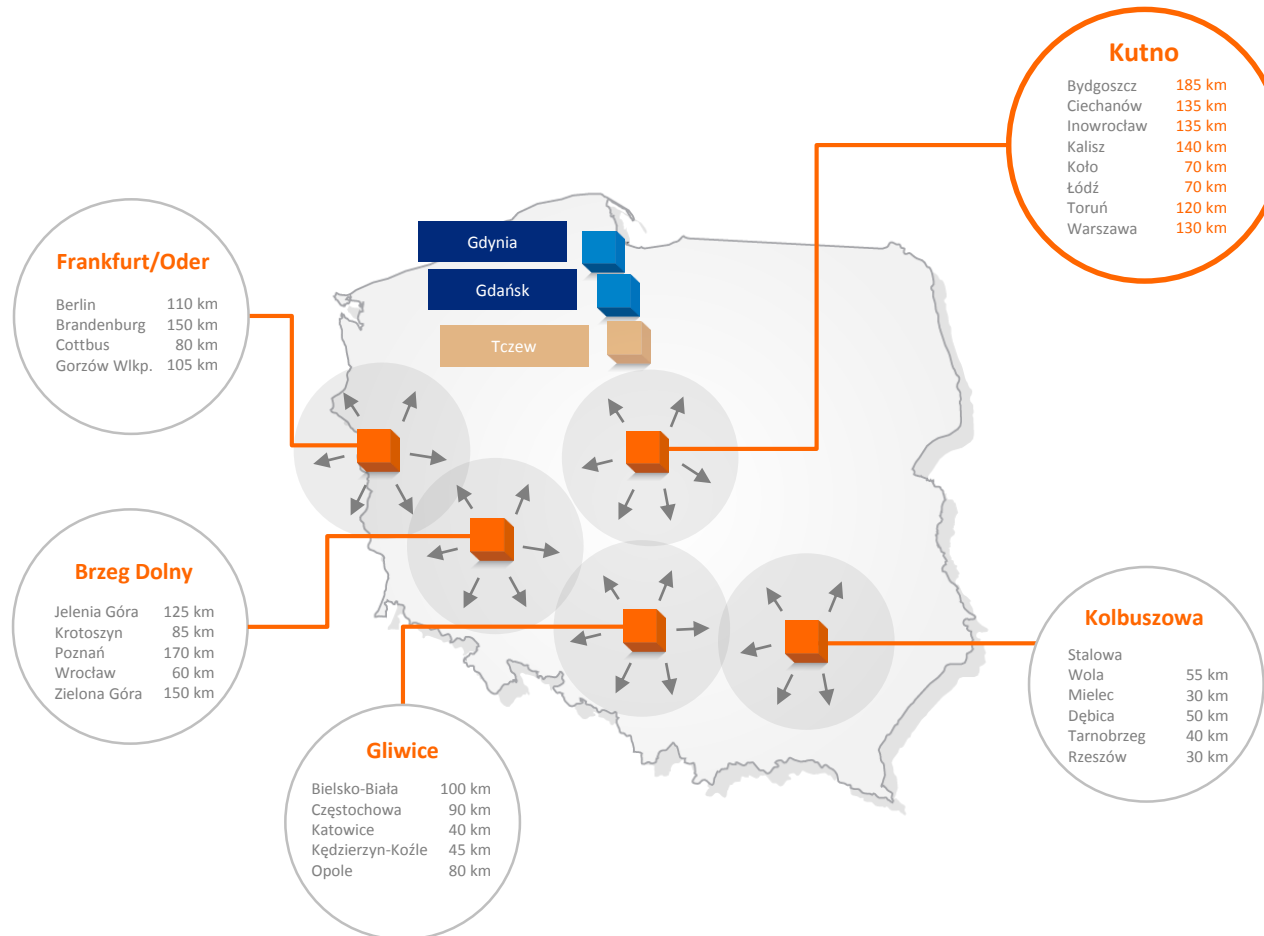 Kutno
Bydgoszcz 185 km
Ciechanów 135 km
Inowrocław 135 km
Kalisz 140 km
Koło 70 km
Łódź 70 km
Toruń 120 km
Warszawa 130 km
Gdynia
Gdańsk
Tczew
Frankfurt/Oder
Berlin 110 km
Brandenburg 150 km
Cottbus 80 km
Gorzów Wlkp. 105 km
Brzeg Dolny
Jelenia Góra 125 km
Krotoszyn 85 km
Poznań 170 km
Wrocław 60 km
Zielona Góra 150 km
Gliwice
Bielsko-Biała 100 km
Częstochowa 90 km
Katowice 40 km
Kędzierzyn-Koźle 45 km
Opole 80 km
Kolbuszowa
Stalowa
Wola 55 km
Mielec 30 km
Dębica 50 km
Tarnobrzeg 40 km
Rzeszów 30 km